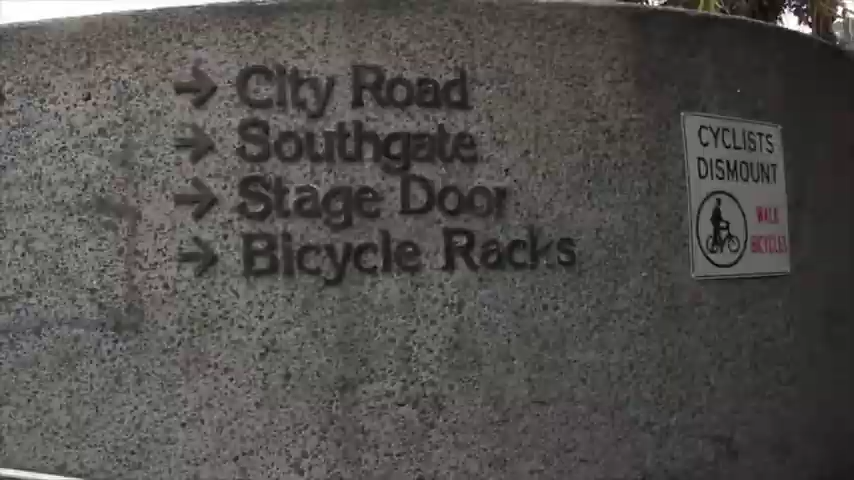 → City Road
→ Southgate
→ Stage Door
→ Bicycle Racks
CYCLISTS
DISMOUNT
WALK
BICYCLES